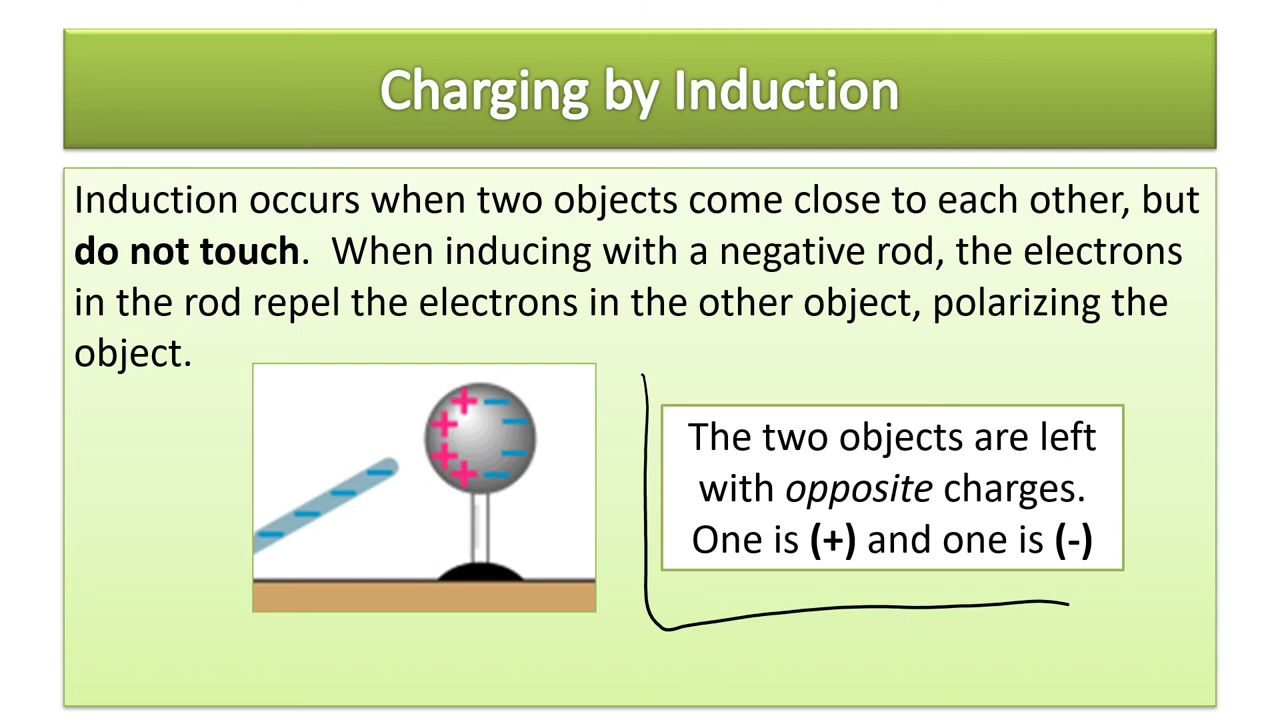 Charging by Induction
Induction occurs when two objects come close to each other, but
do not touch.  When inducing with a negative rod, the electrons
in the rod repel the electrons in the other object, polarizing the
object.
The two objects are left
with opposite charges.
One is (+) and one is (-)